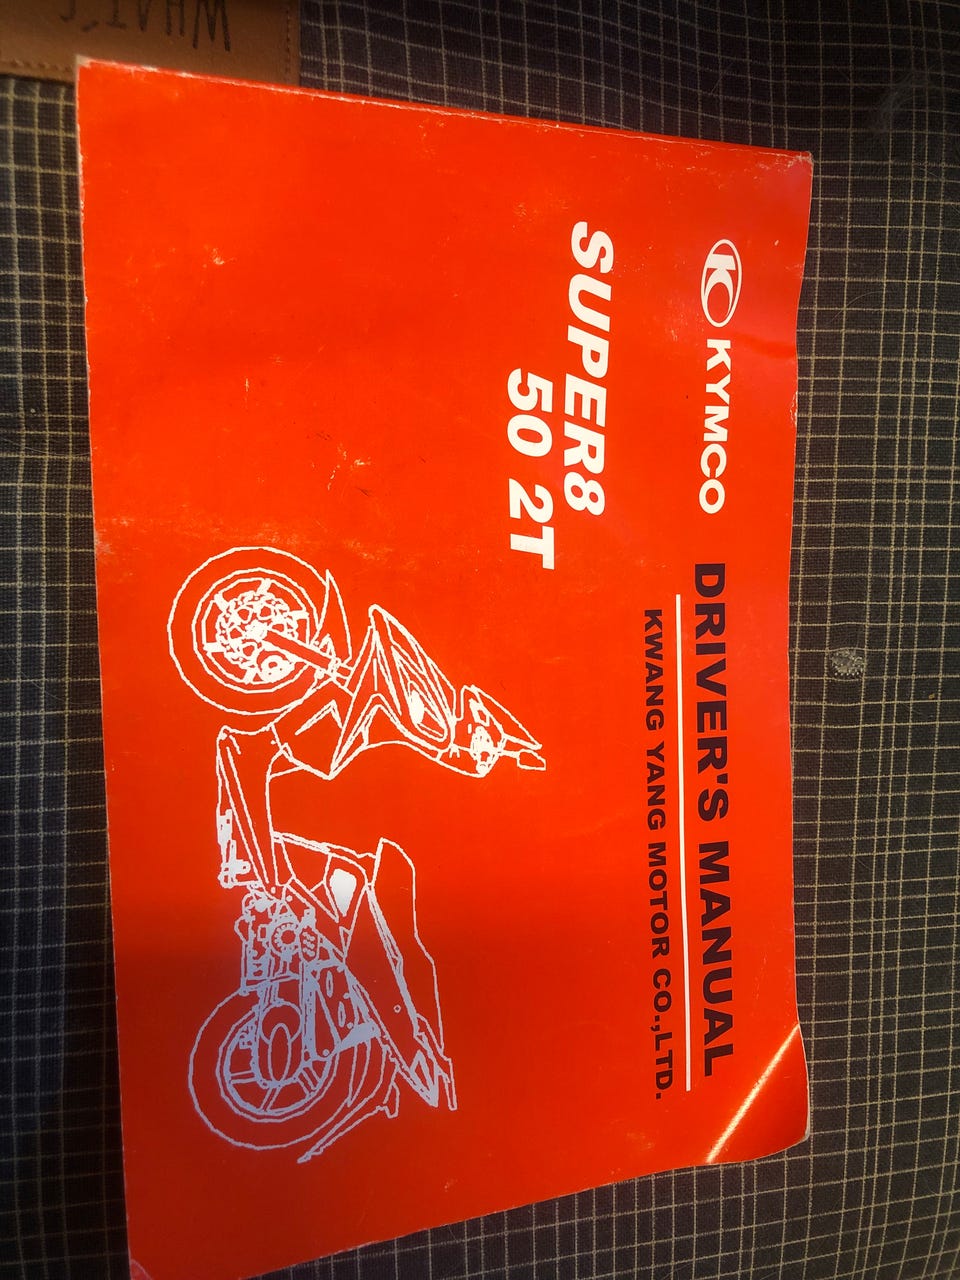 KYMCO
DRIVER'S MANUAL
KWANG YANG MOTOR CO.,LTD.
SUPER8
50 2T